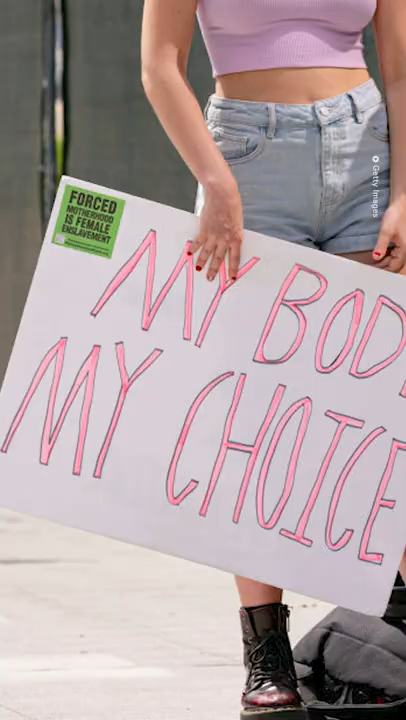 FORCED
MOTHERHOOD
IS FEMALE
ENSLAVEMENT
MY BOD
MY CHOICE
Getty Images